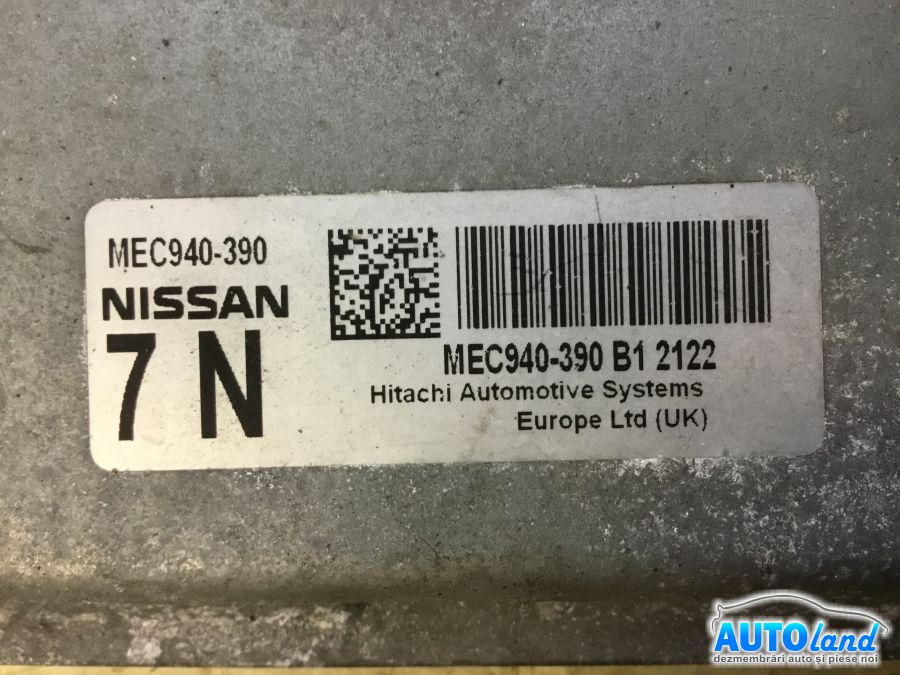 MEC940-390
NISSAN
7 N
MEC940-390 B1 2122
Hitachi Automotive Systems
Europe Ltd (UK)
AUTOland
dezmembrări auto și piese noi